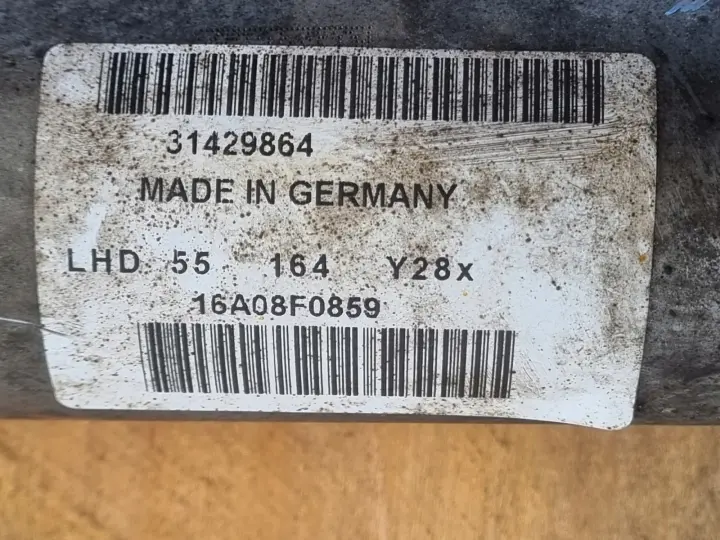 31429864
MADE IN GERMANY
LHD 55 164 Y28x
16A08F0859